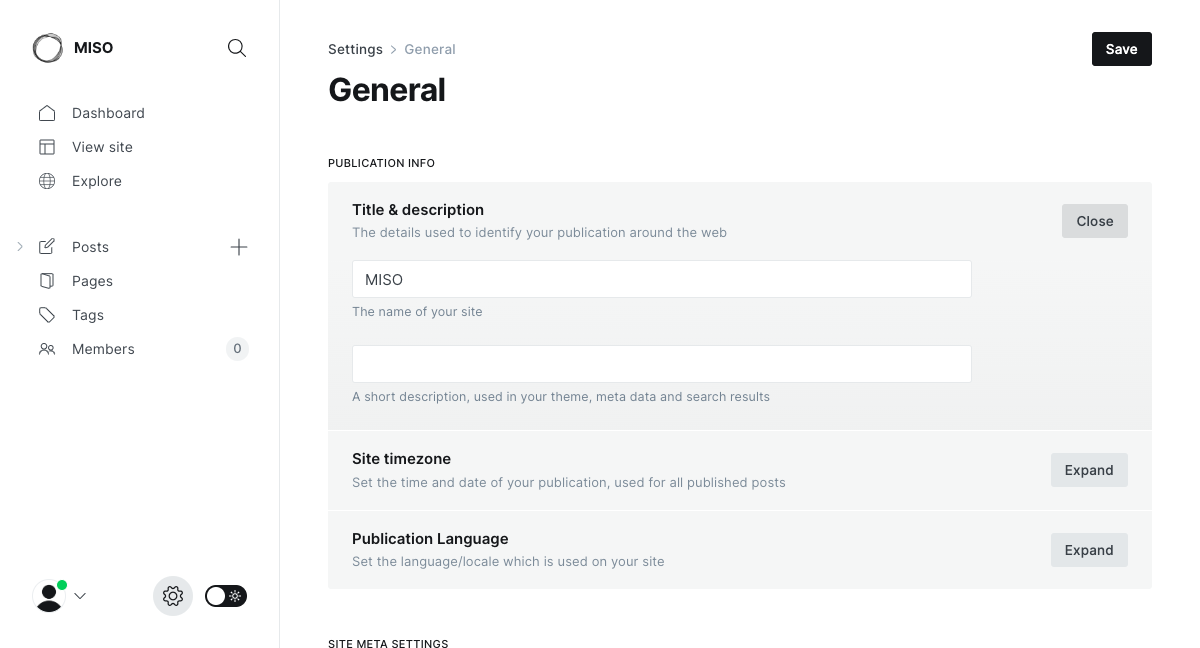 MISO
Dashboard
View site
Explore
Posts
Pages
Tags
Members
0
Settings > General
Save
General
PUBLICATION INFO
Title & description
The details used to identify your publication around the web
Close
MISO
The name of your site
A short description, used in your theme, meta data and search results
Site timezone
Set the time and date of your publication, used for all published posts
Expand
Publication Language
Set the language/locale which is used on your site
Expand
SITE META SETTINGS